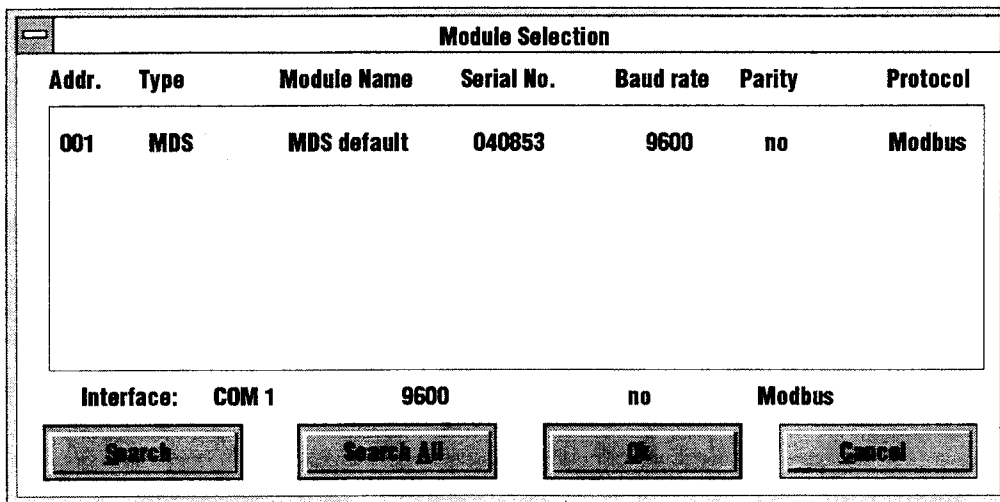 Module Selection
Addr. Type Module Name Serial No. Baud rate Parity Protocol
001 MDS MDS default 040853 9600 no Modbus
Interface: COM 1 9600 no Modbus
Search Search All Ok Cancel